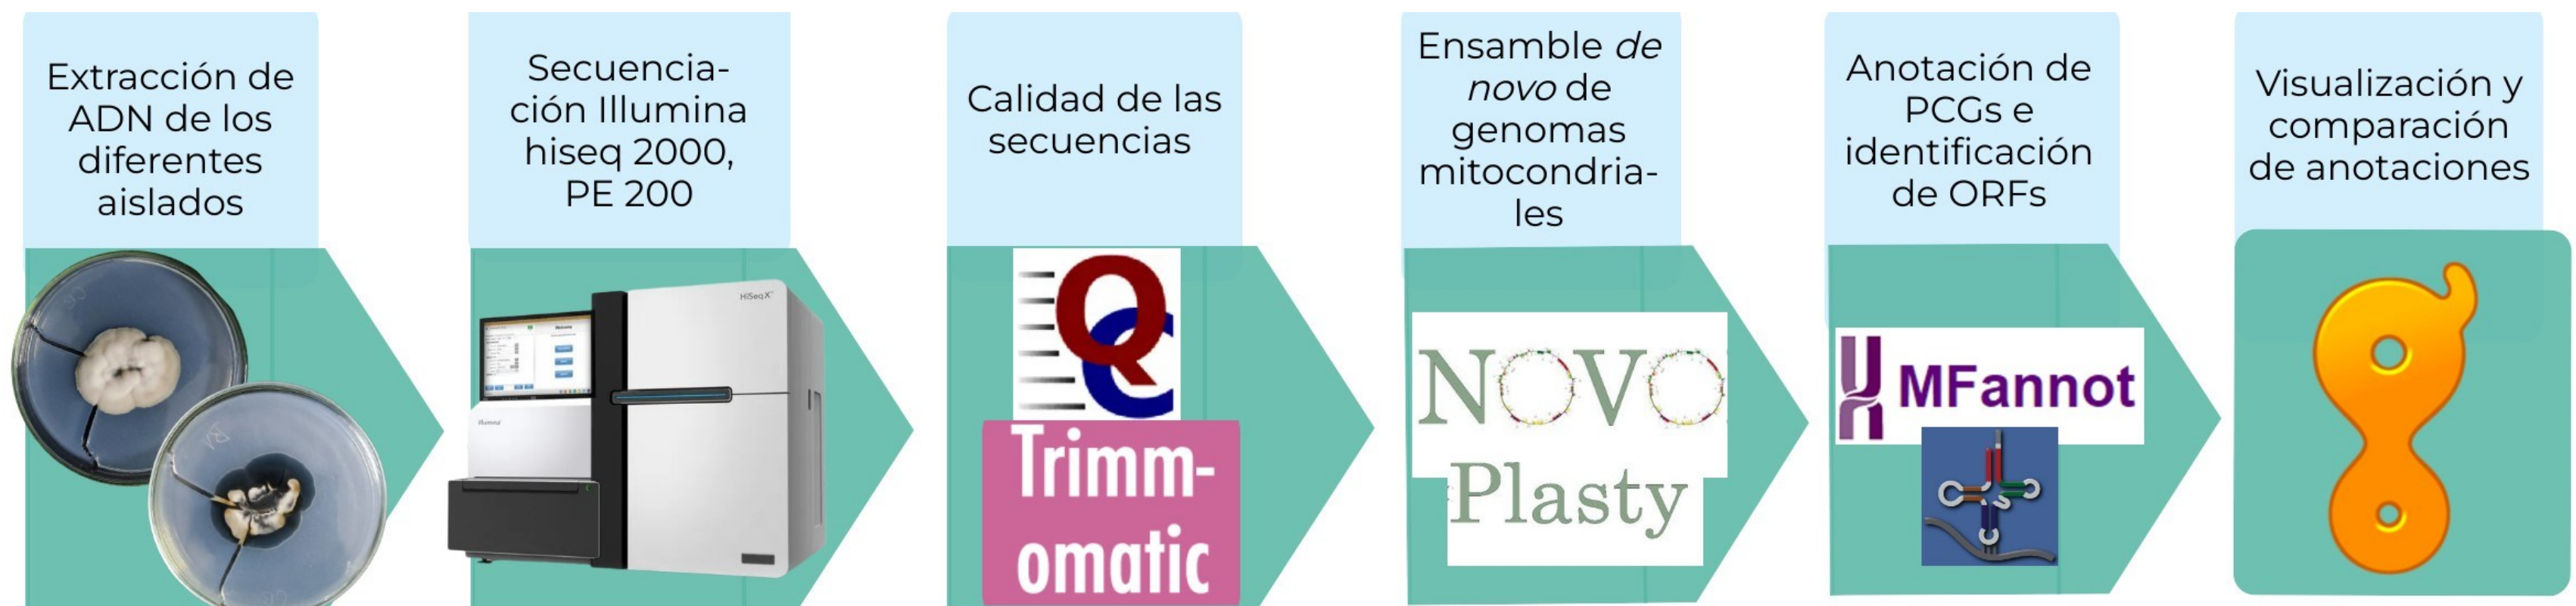 Extracción de
ADN de los
diferentes
aislados
Secuencia-
ción Illumina
hiseq 2000,
PE 200
HiSeq X
Calidad de las
secuencias
QC
Trimm-
omatic
Ensamble de
novo de
genomas
mitocondria-
les
NOVO
Plasty
Anotación de
PCGs e
identificación
de ORFs
MFannot
Visualización y
comparación
de anotaciones